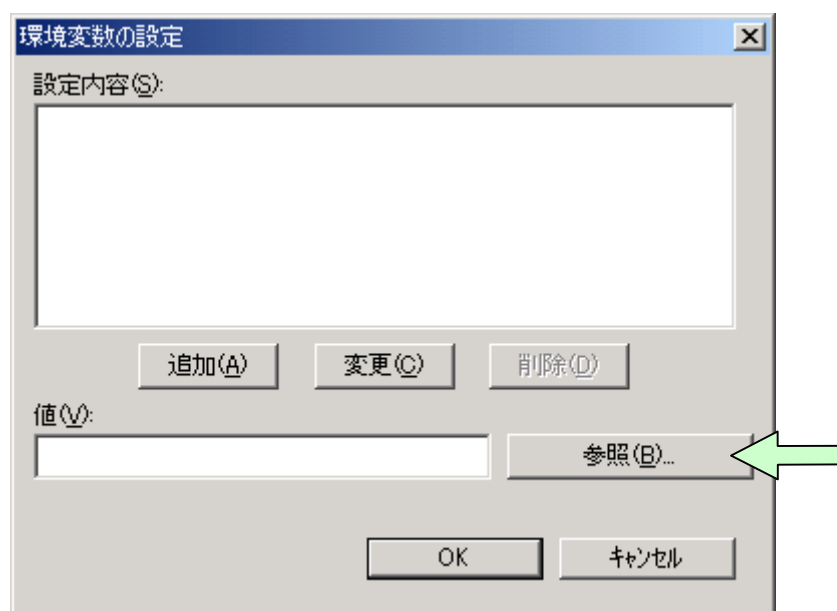 環境変数の設定
設定内容(S):
追加(A) 変更(C) 削除(D)
値(V):
参照(B)...
OK キャンセル